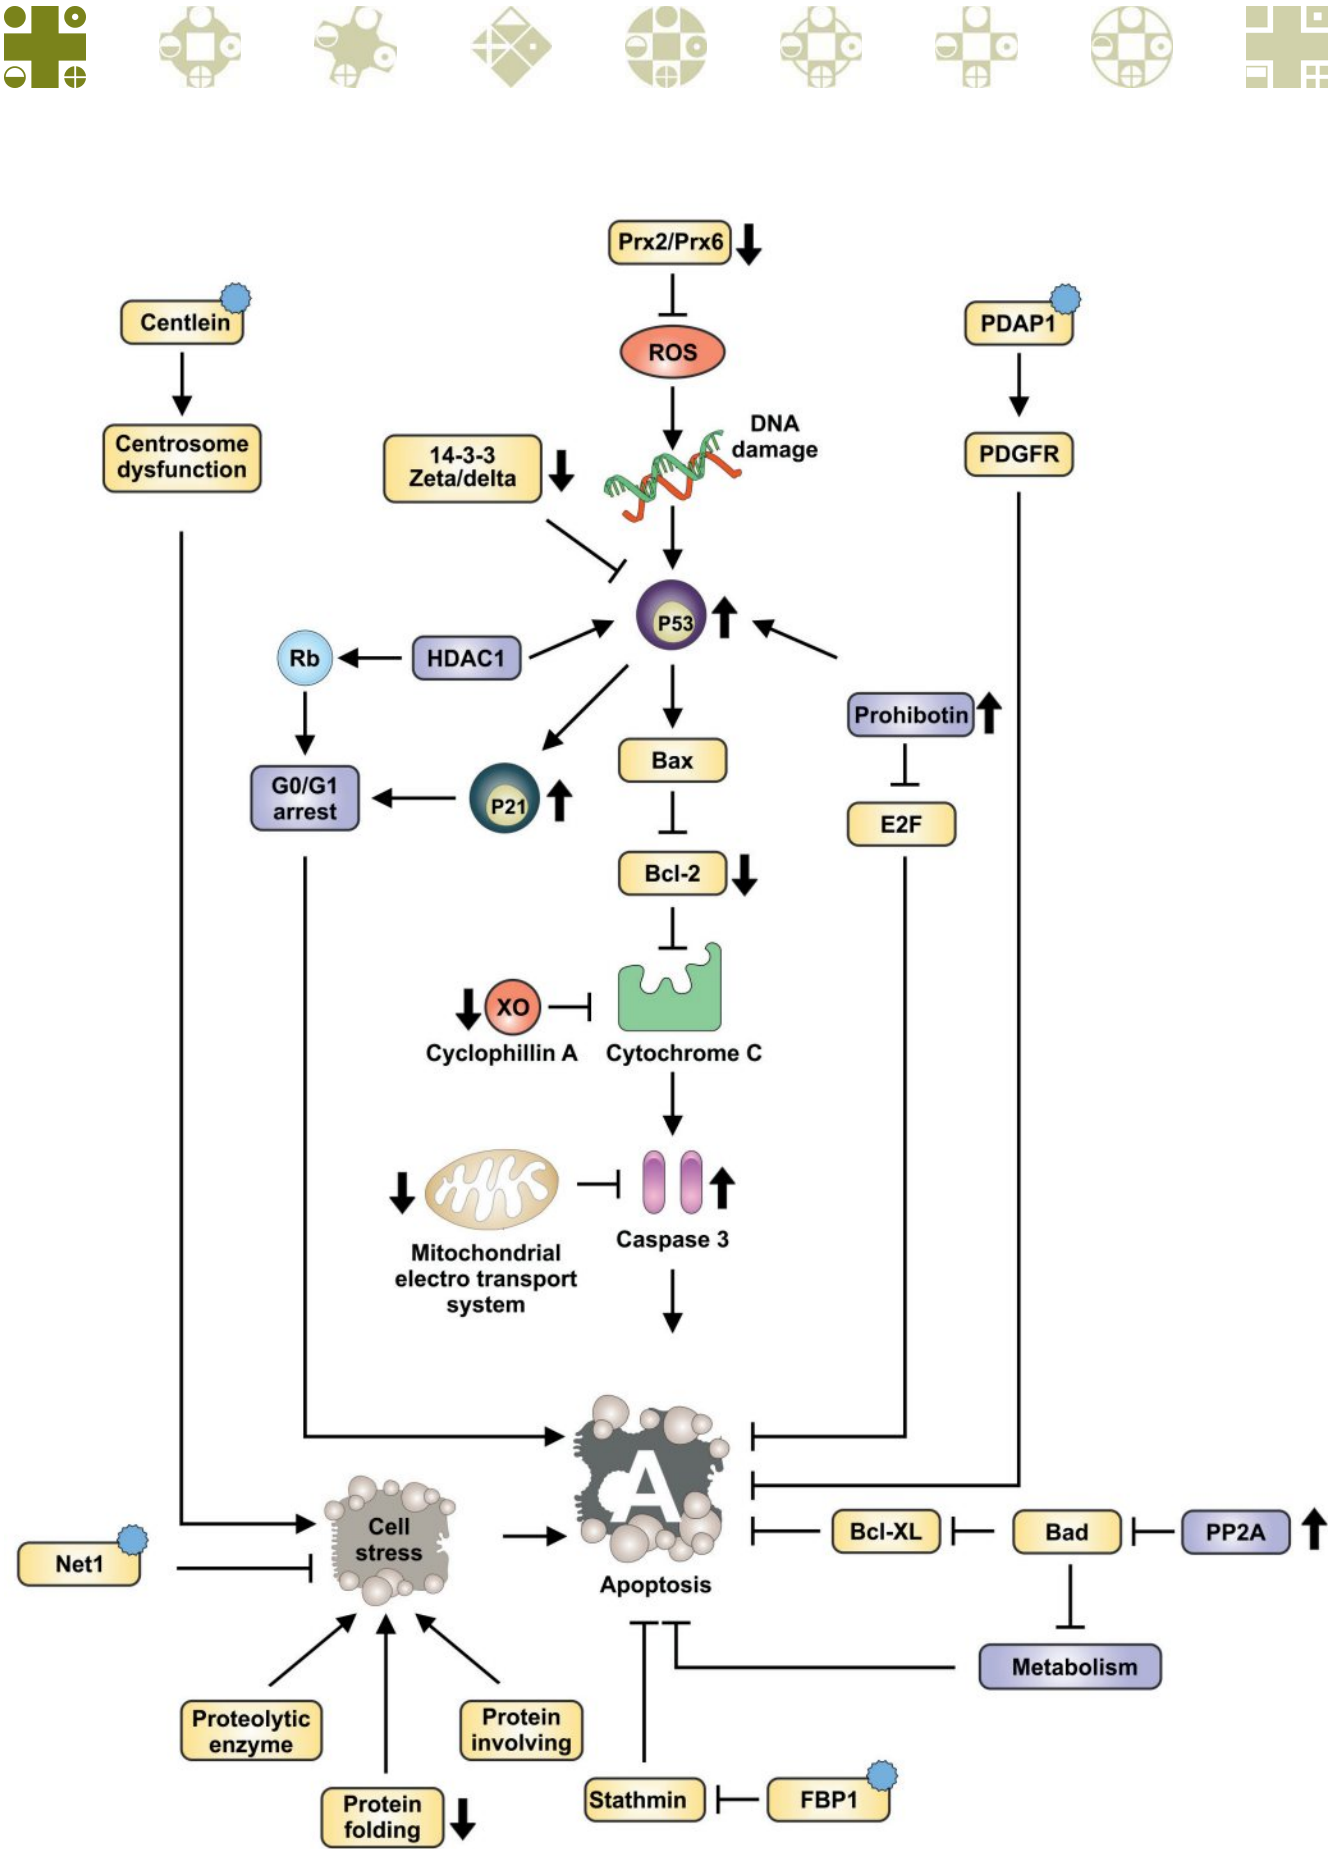 Prx2/Prx6
Centlein
PDAP1
ROS
DNA
damage
Centrosome
dysfunction
14-3-3
Zeta/delta
PDGFR
P53
Rb
HDAC1
Prohibotin
Bax
G0/G1
arrest
P21
E2F
Bcl-2
XO
Cyclophillin A
Cytochrome C
Caspase 3
Mitochondrial
electro transport
system
A
Cell
stress
Bcl-XL
Bad
PP2A
Net1
Apoptosis
Metabolism
Proteolytic
enzyme
Protein
involving
Protein
folding
Stathmin
FBP1